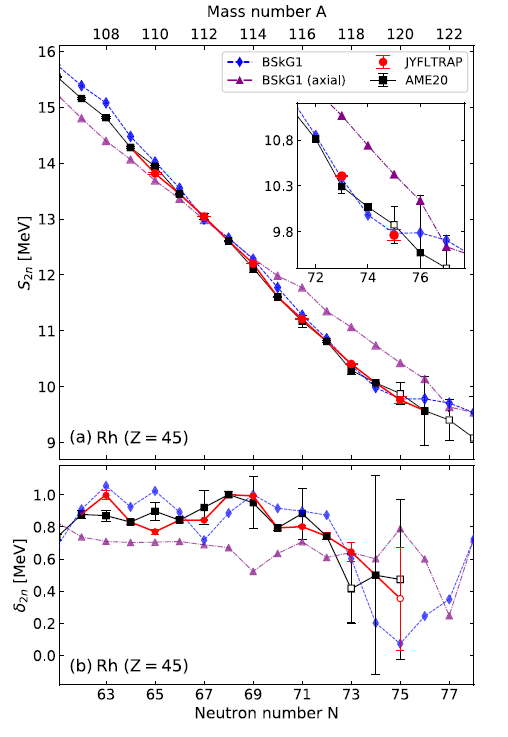 Mass number A
108 110 112 114 116 118 120 122
BSkG1
BSkG1 (axial)
JYFLTRAP
AME20
S2n [MeV]
16
15
14
13
12
11
10
9
10.8
10.3
9.8
72 74 76
(a) Rh (Z = 45)
δ2n [MeV]
1.0
0.8
0.6
0.4
0.2
0.0
(b) Rh (Z = 45)
63 65 67 69 71 73 75 77
Neutron number N